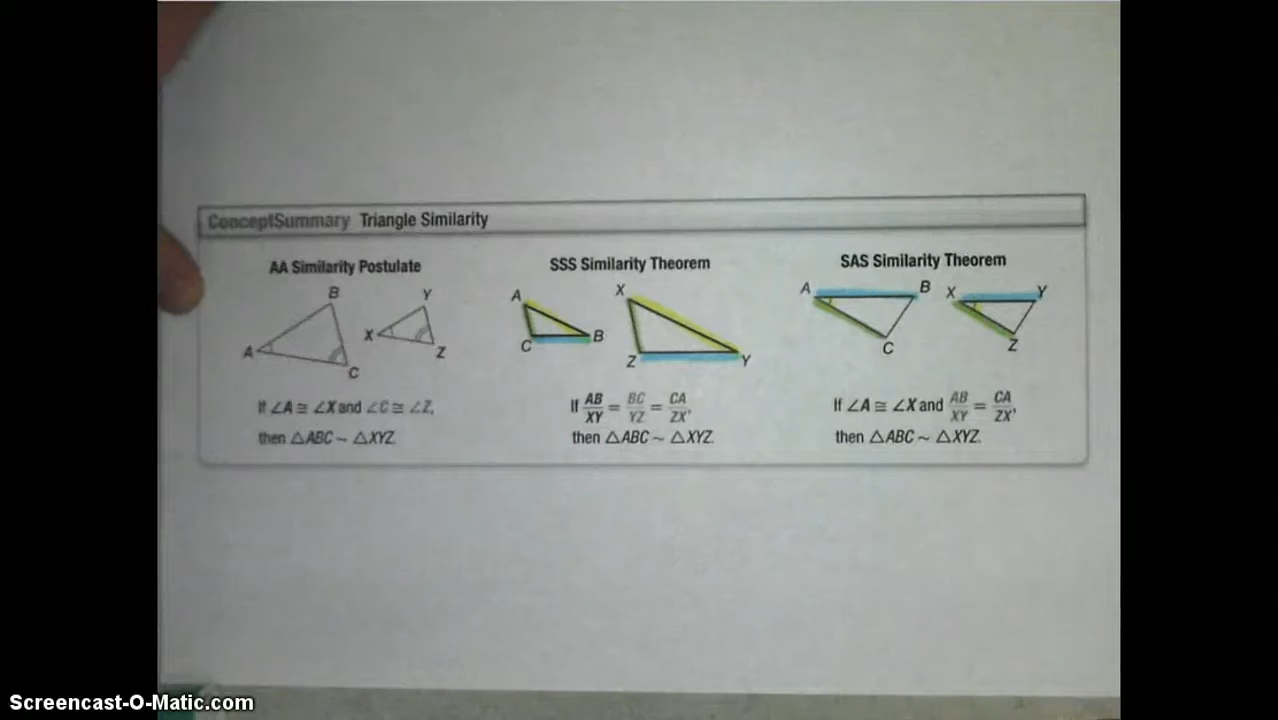 ConceptSummary Triangle Similarity
AA Similarity Postulate
B
Y
X
A
Z
C
If ∠A ≅ ∠X and ∠C ≅ ∠Z,
then △ABC ~ △XYZ.
SSS Similarity Theorem
X
A
B
C
Z
Y
If AB/XY = BC/YZ = CA/ZX,
then △ABC ~ △XYZ.
SAS Similarity Theorem
A
B
X
Y
C
Z
If ∠A ≅ ∠X and AB/XY = CA/ZX,
then △ABC ~ △XYZ.
Screencast-O-Matic.com